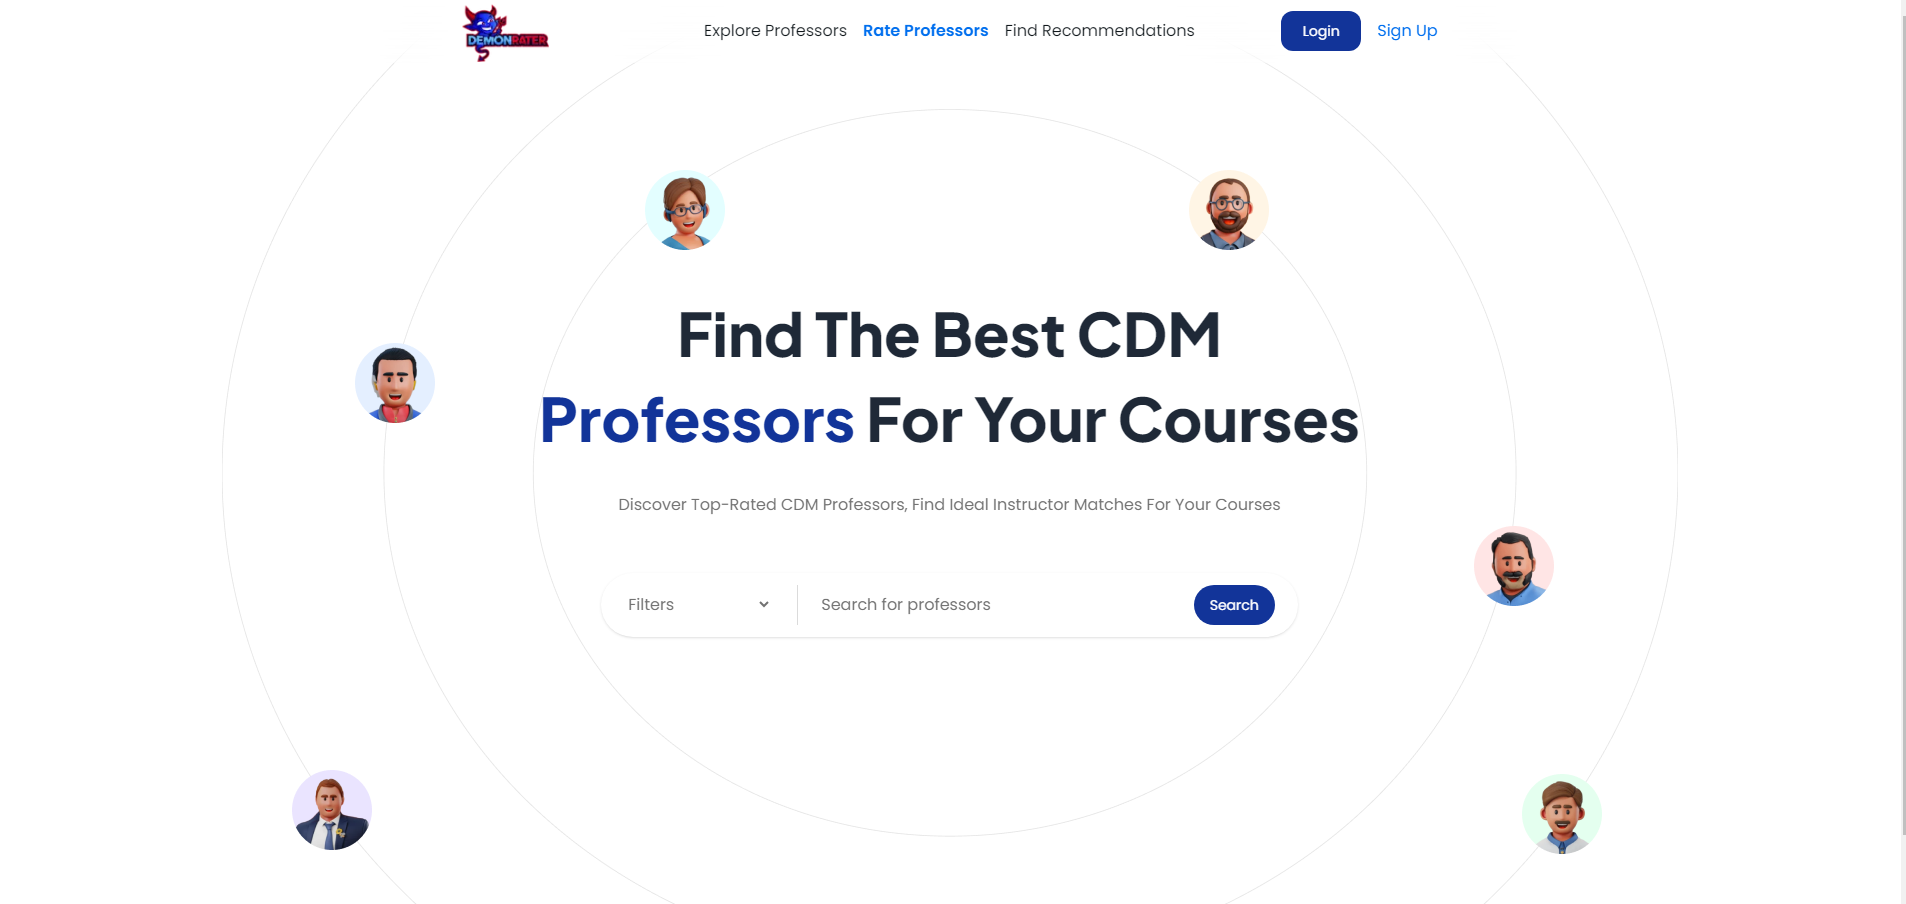 DEMONRATER
Explore Professors Rate Professors Find Recommendations Login Sign Up
Find The Best CDM
Professors For Your Courses
Discover Top-Rated CDM Professors, Find Ideal Instructor Matches For Your Courses
Filters Search for professors Search